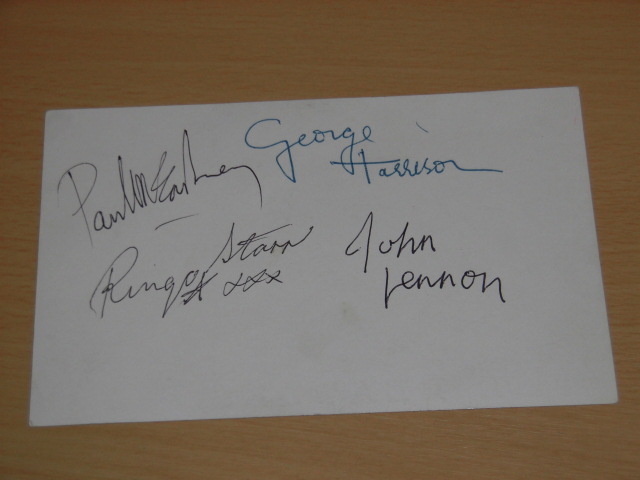 George
Harrison
Paul McCartney
Ringo Starr xxx
John
Lennon